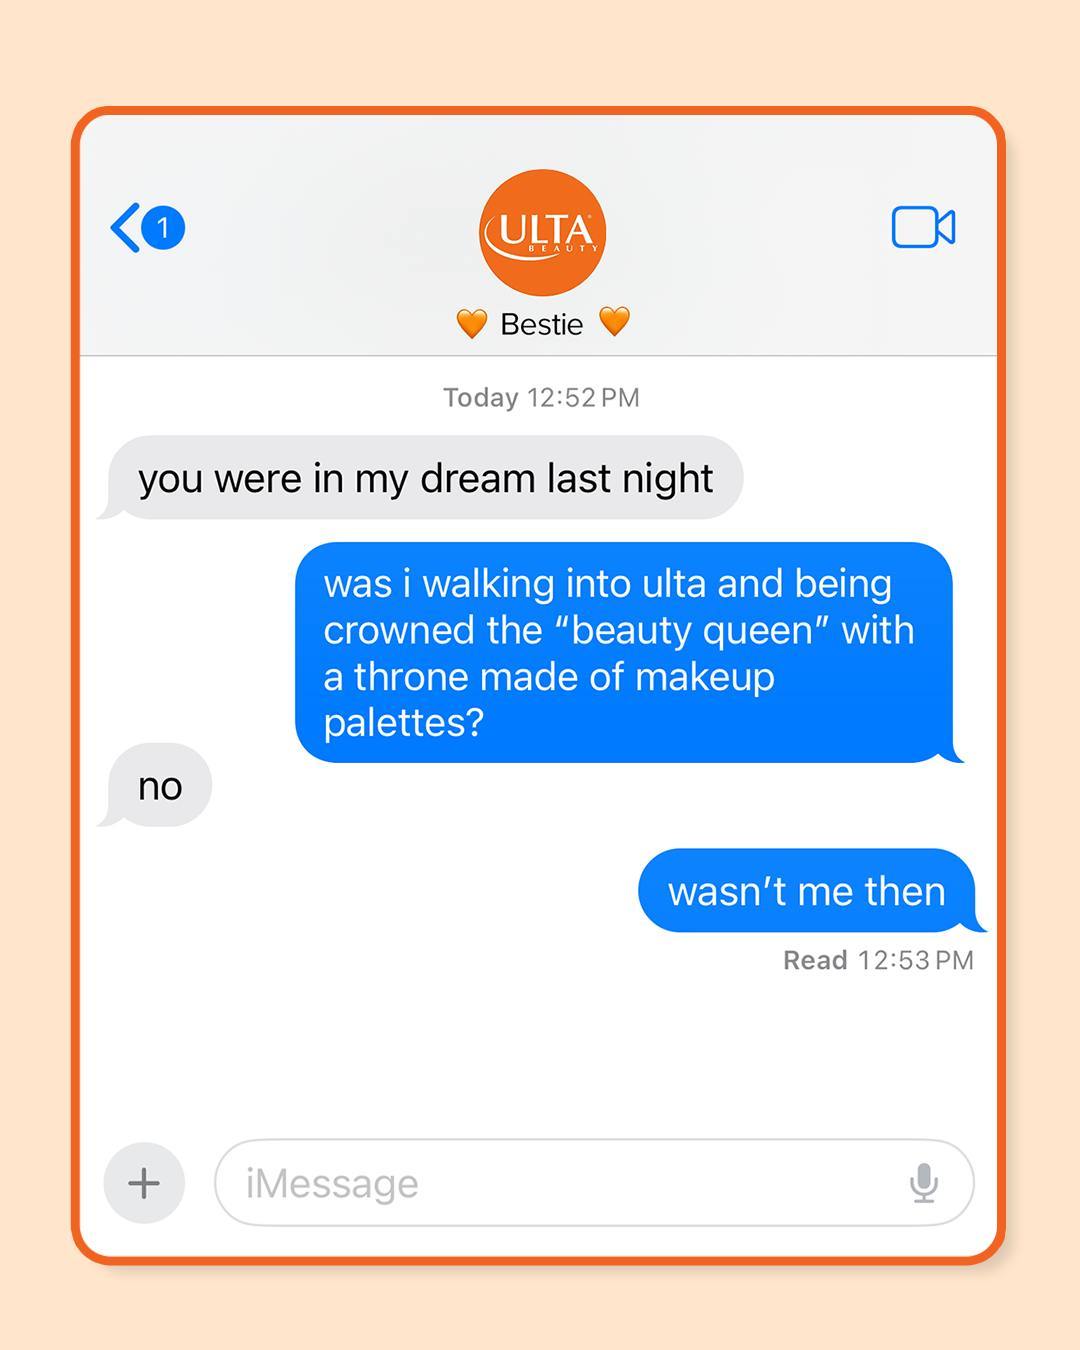 1
ULTA
BEAUTY
🧡 Bestie 🧡
Today 12:52 PM
you were in my dream last night
was i walking into ulta and being
crowned the “beauty queen” with
a throne made of makeup
palettes?
no
wasn’t me then
Read 12:53 PM
iMessage